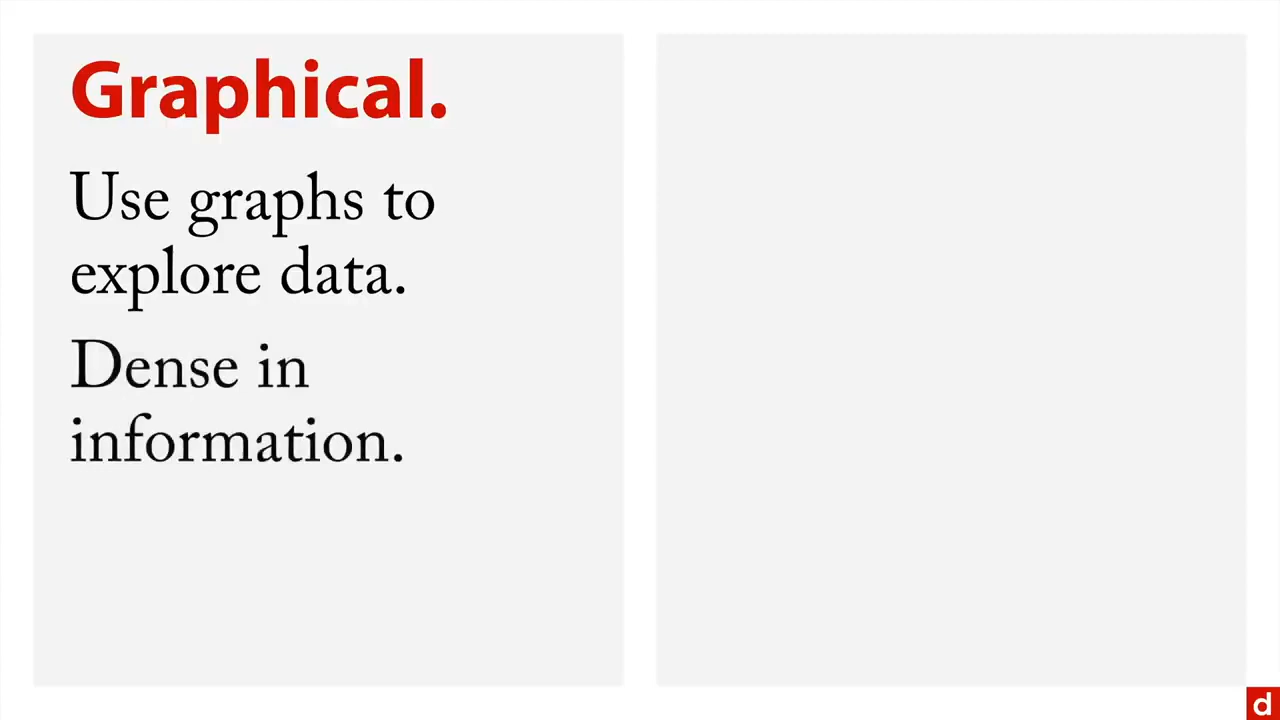 Graphical.
Use graphs to
explore data.
Dense in
information.
d